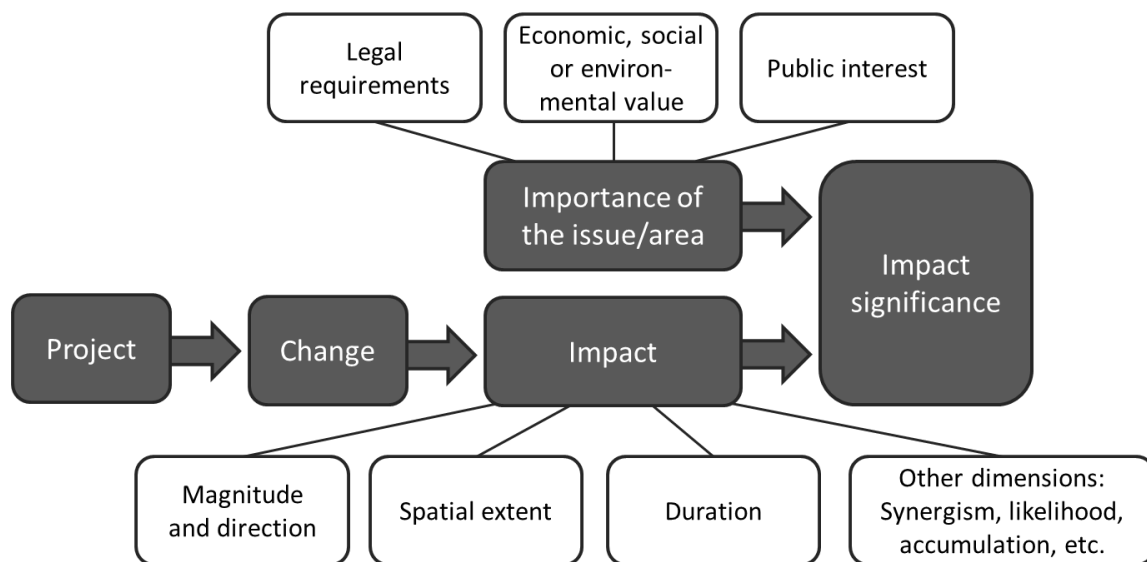 Legal
requirements
Economic, social
or environ-
mental value
Public interest
Importance of
the issue/area
Impact
significance
Project
Change
Impact
Magnitude
and direction
Spatial extent
Duration
Other dimensions:
Synergism, likelihood,
accumulation, etc.